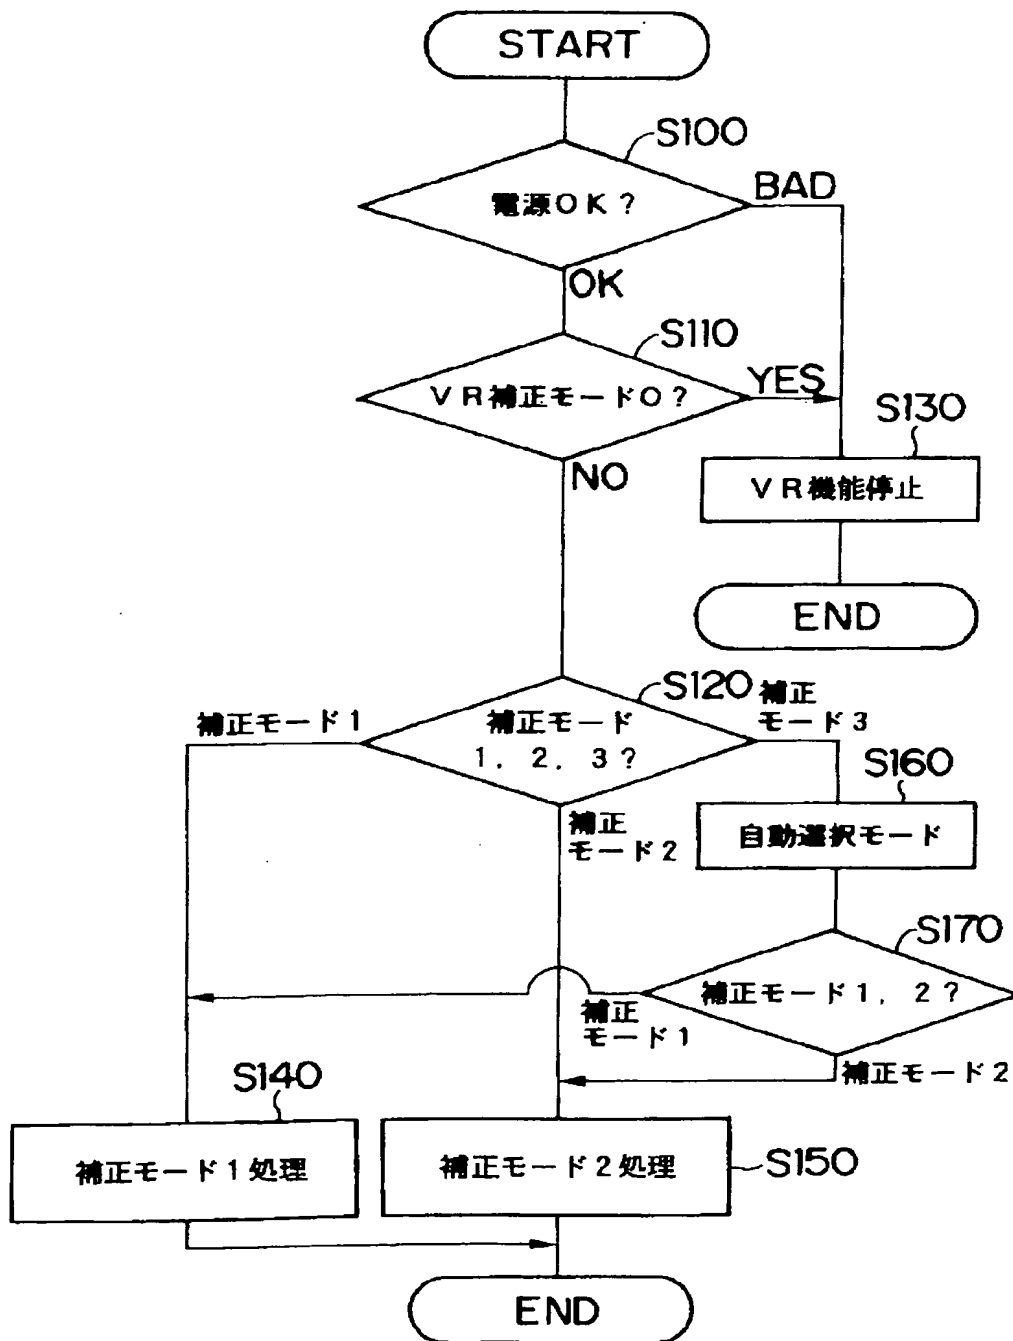 START
S100
電源OK?
BAD
OK
S110
VR補正モード0?
YES
S130
NO
VR機能停止
END
S120
補正モード1
補正モード
1, 2, 3?
補正
モード3
S160
補正
モード2
自動選択モード
S170
補正モード1, 2?
補正
モード1
補正モード2
S140
補正モード1処理
補正モード2処理
S150
END